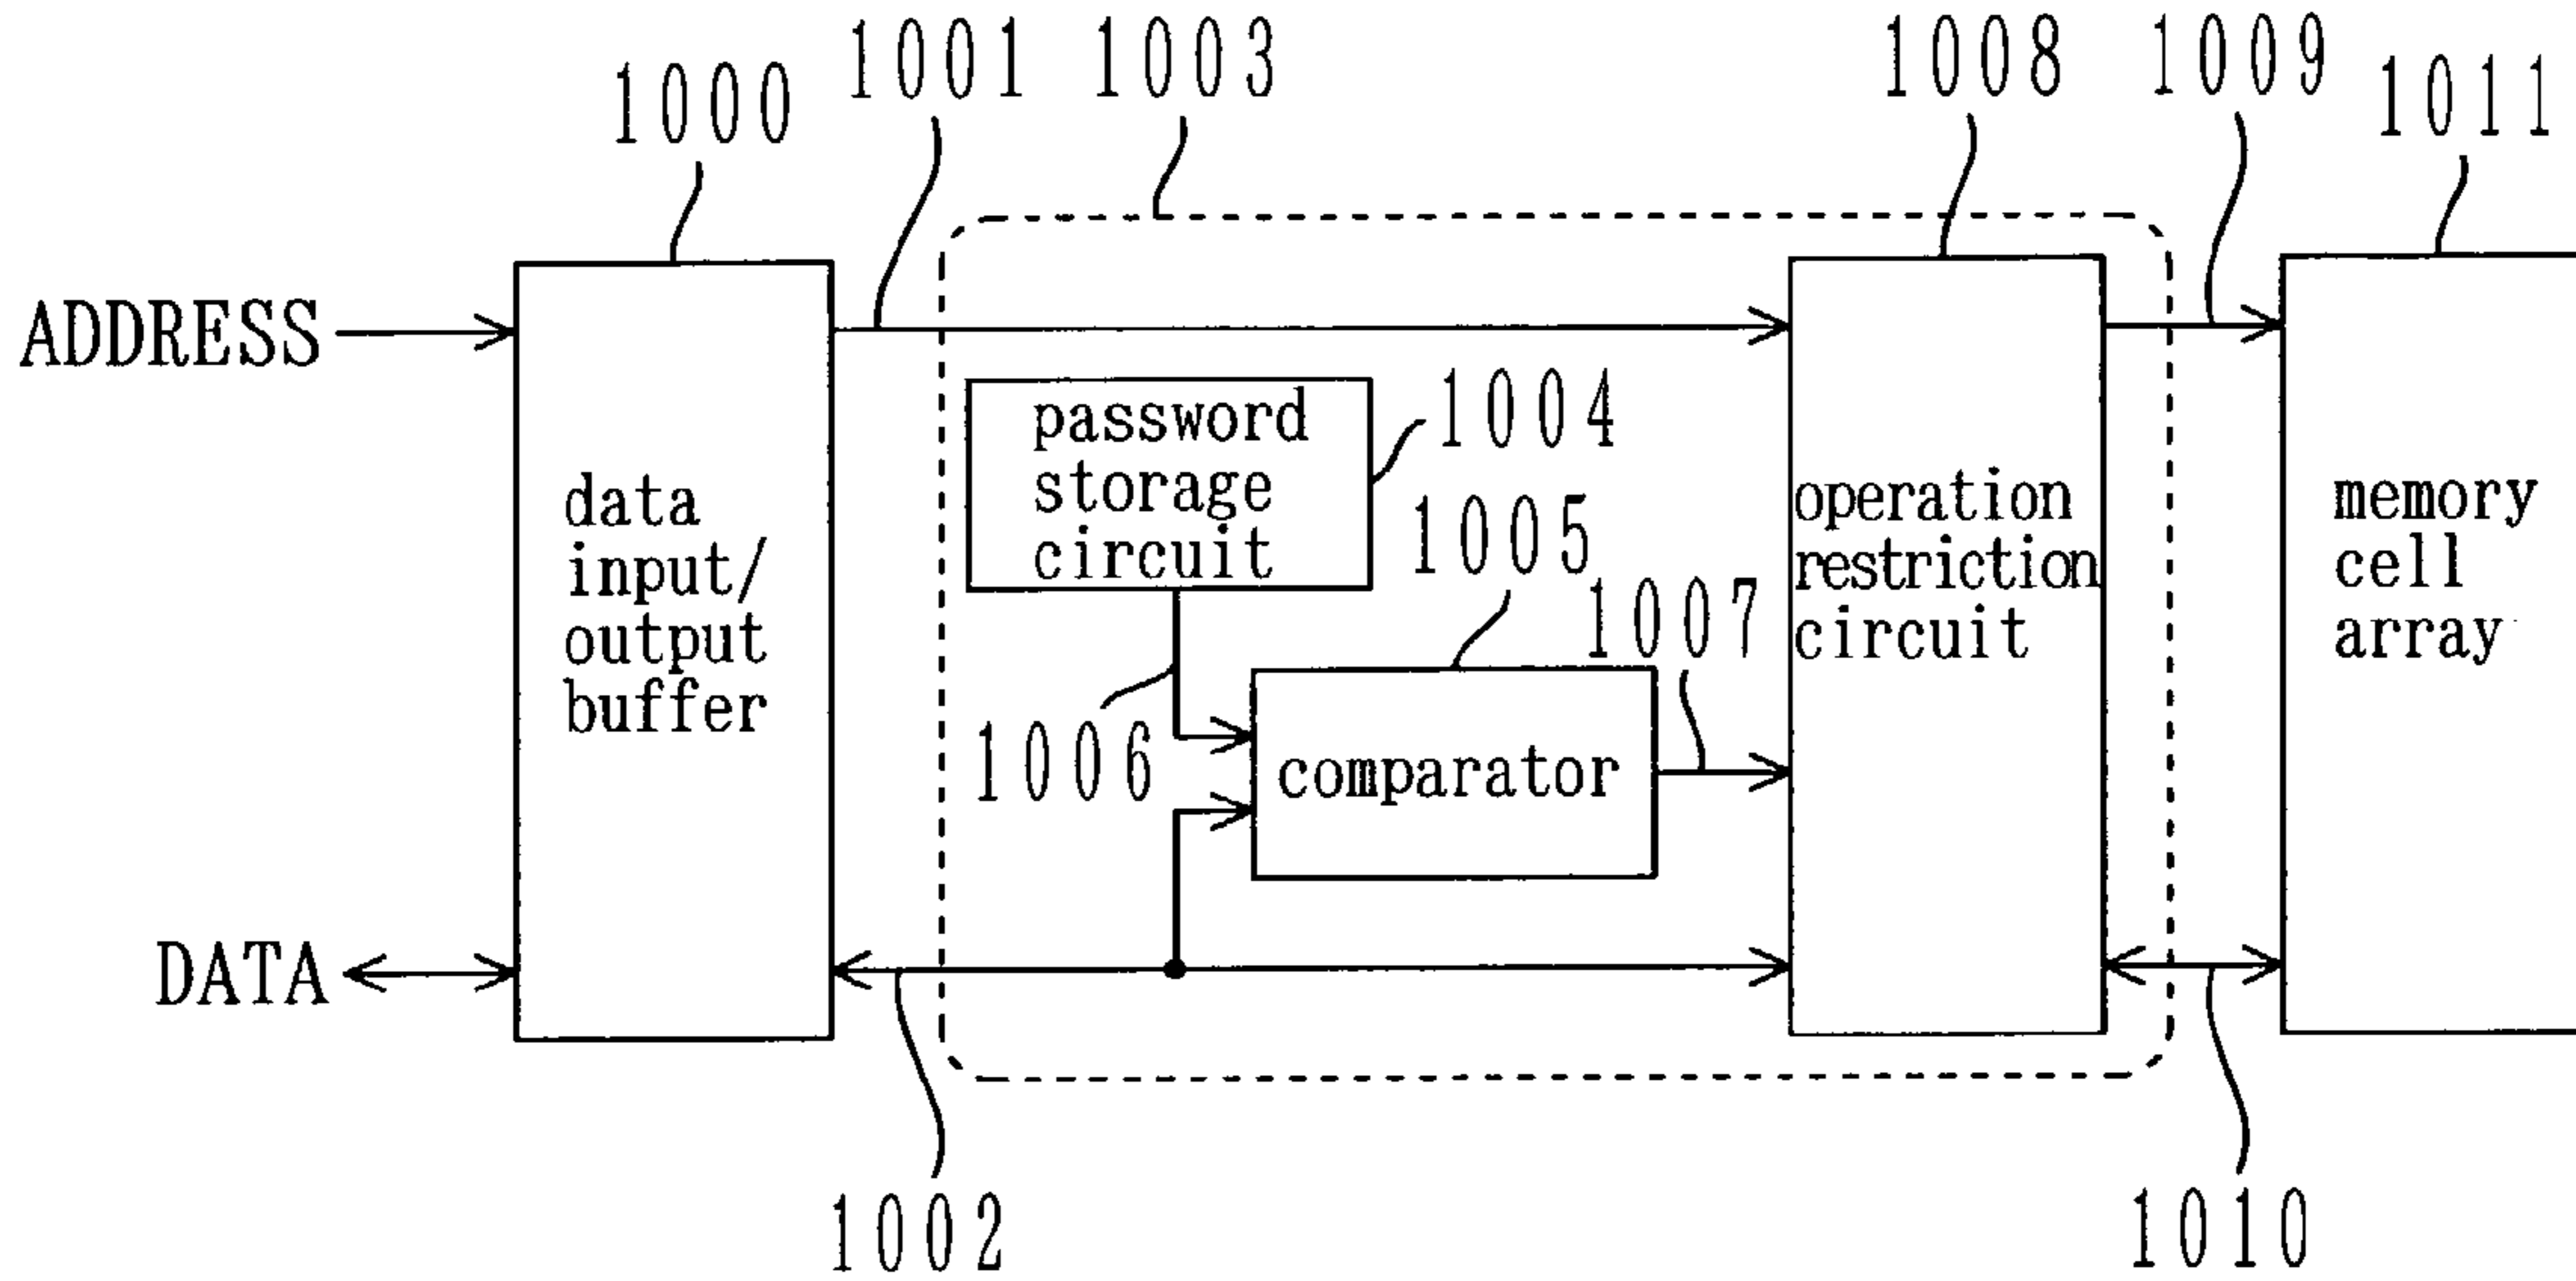 1000
1001
1003
1008
1009
1011
ADDRESS
password
storage
circuit
1004
1005
1007
1006
data
input/
output
buffer
comparator
operation
restriction
circuit
memory
cell
array
DATA
1002
1010